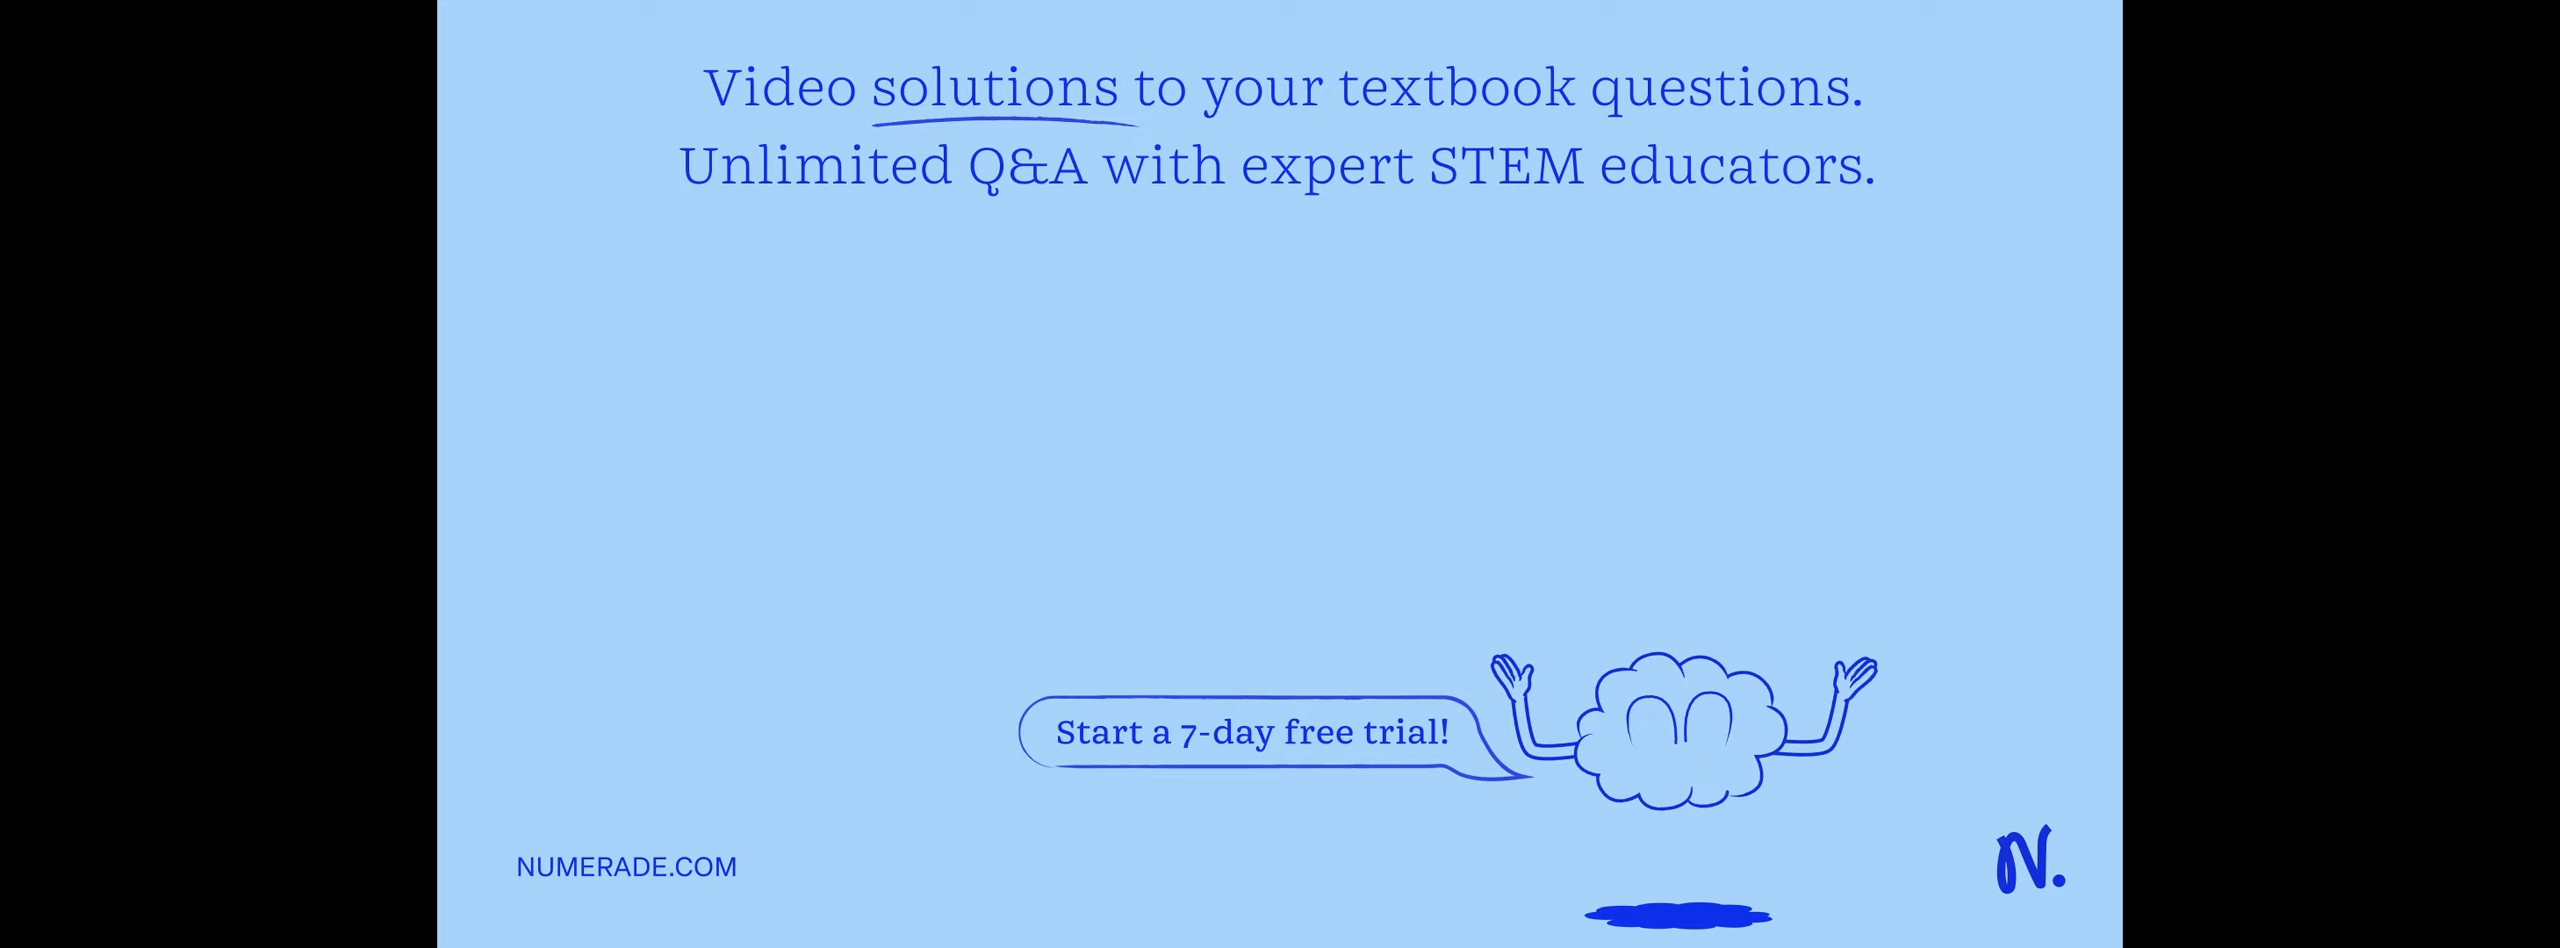 Video solutions to your textbook questions.
Unlimited Q&A with expert STEM educators.
Start a 7-day free trial!
NUMERADE.COM
N.